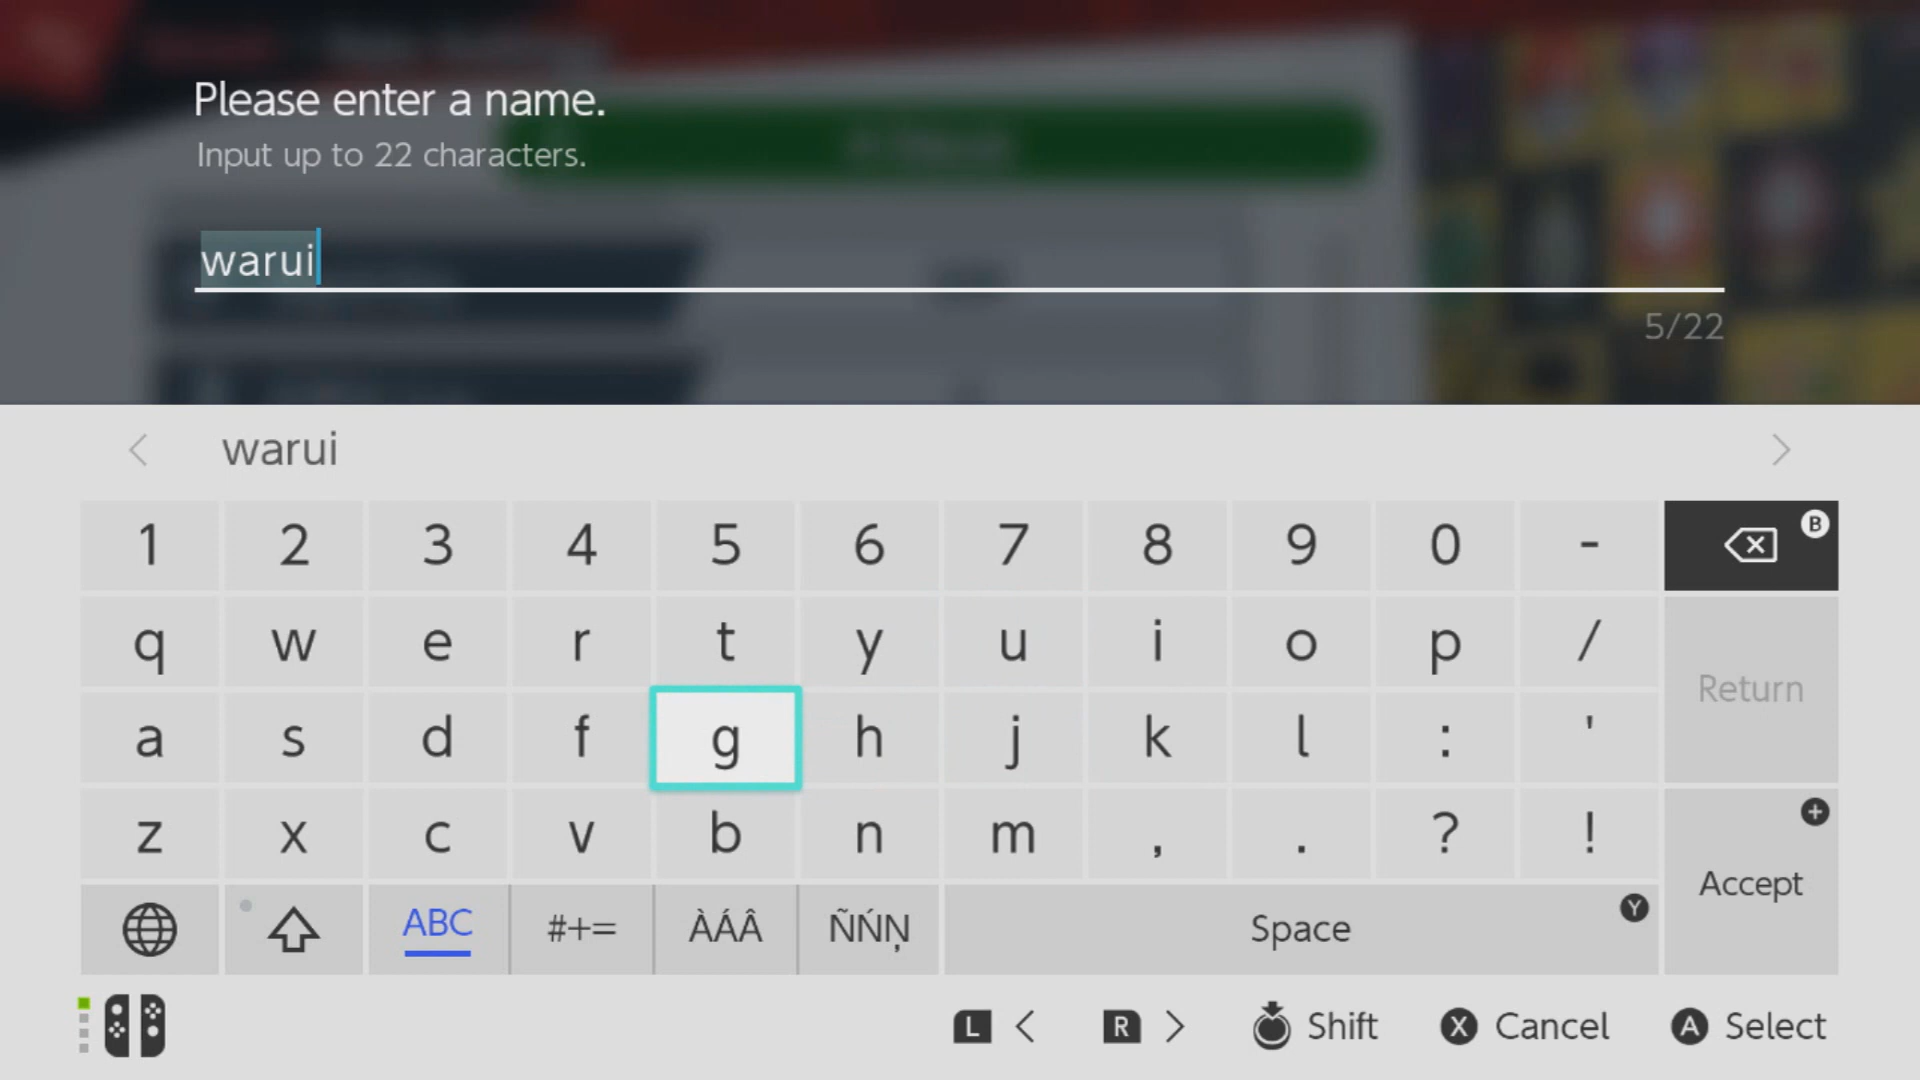 Please enter a name.
Input up to 22 characters.
warui
5/22
warui
1 2 3 4 5 6 7 8 9 0 - B
q w e r t y u i o p /
Return
a s d f g h j k l : '
z x c v b n m , . ? ! +
Accept
ABC #+= ÀÁÂ ÑŃŅ Space Y
L < R > Shift X Cancel A Select